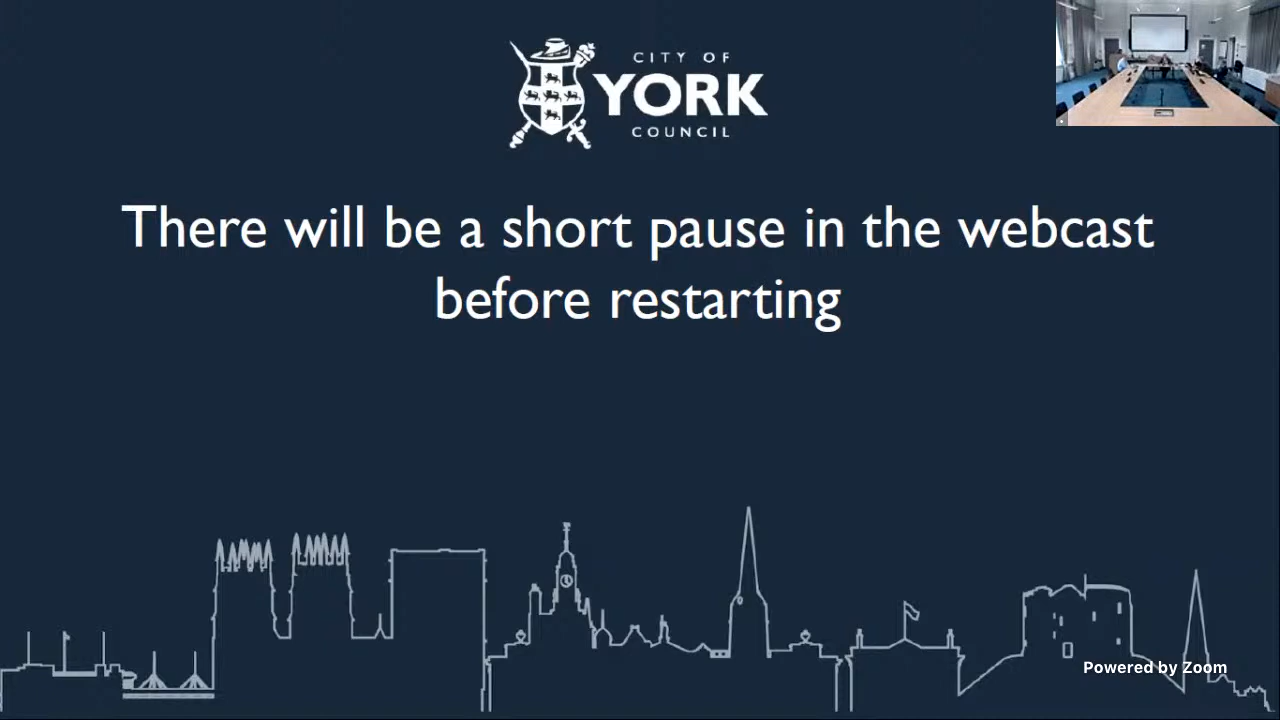 CITY OF
YORK
COUNCIL
There will be a short pause in the webcast
before restarting
Powered by Zoom